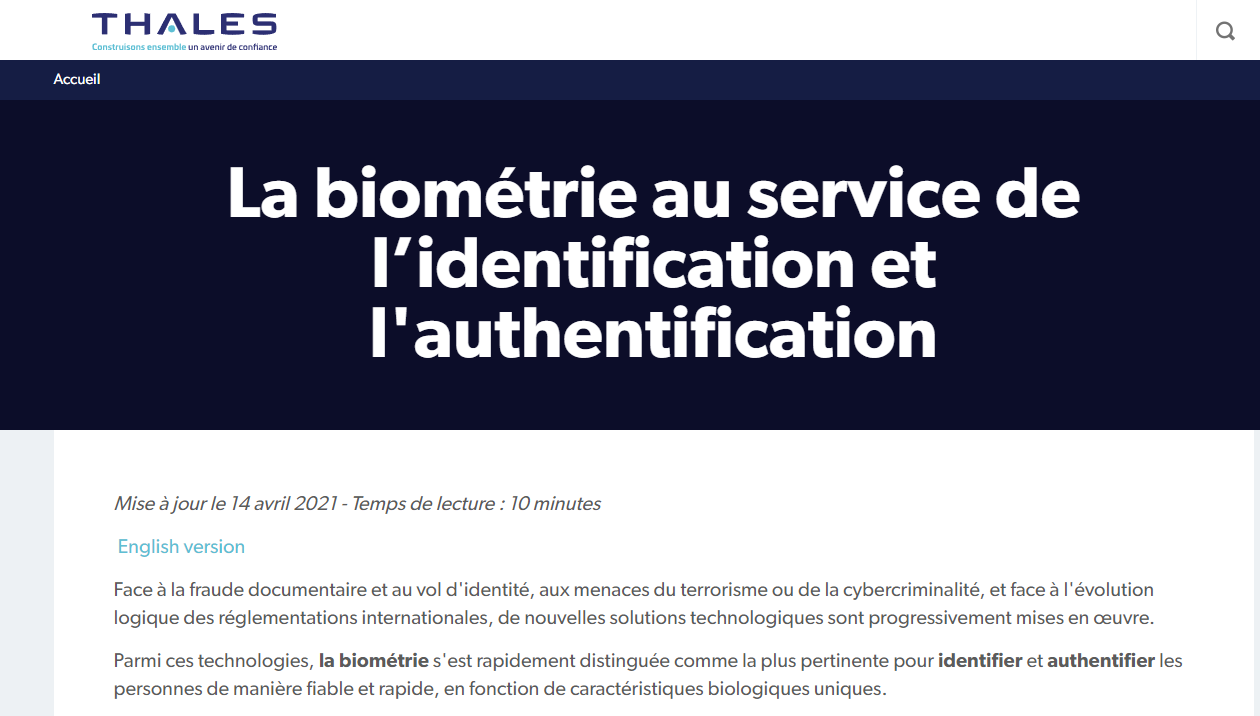 THALES
Construisons ensemble un avenir de confiance
Accueil
La biométrie au service de
l’identification et
l'authentification
Mise à jour le 14 avril 2021 - Temps de lecture : 10 minutes
English version
Face à la fraude documentaire et au vol d'identité, aux menaces du terrorisme ou de la cybercriminalité, et face à l'évolution
logique des réglementations internationales, de nouvelles solutions technologiques sont progressivement mises en œuvre.
Parmi ces technologies, la biométrie s'est rapidement distinguée comme la plus pertinente pour identifier et authentifier les
personnes de manière fiable et rapide, en fonction de caractéristiques biologiques uniques.